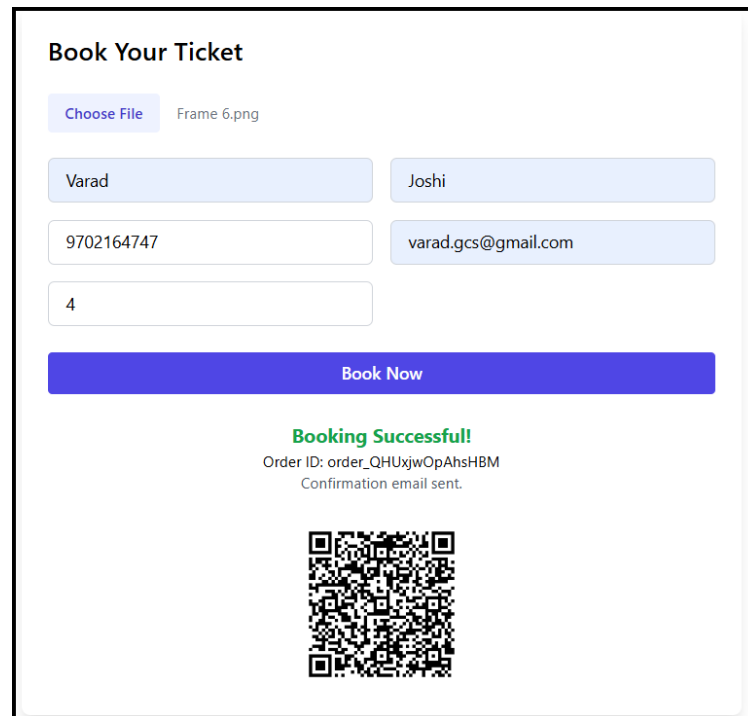 Book Your Ticket
Choose File Frame 6.png
Varad Joshi
9702164747 varad.gcs@gmail.com
4
Book Now
Booking Successful!
Order ID: order_QHUxjwOpAhsHBM
Confirmation email sent.